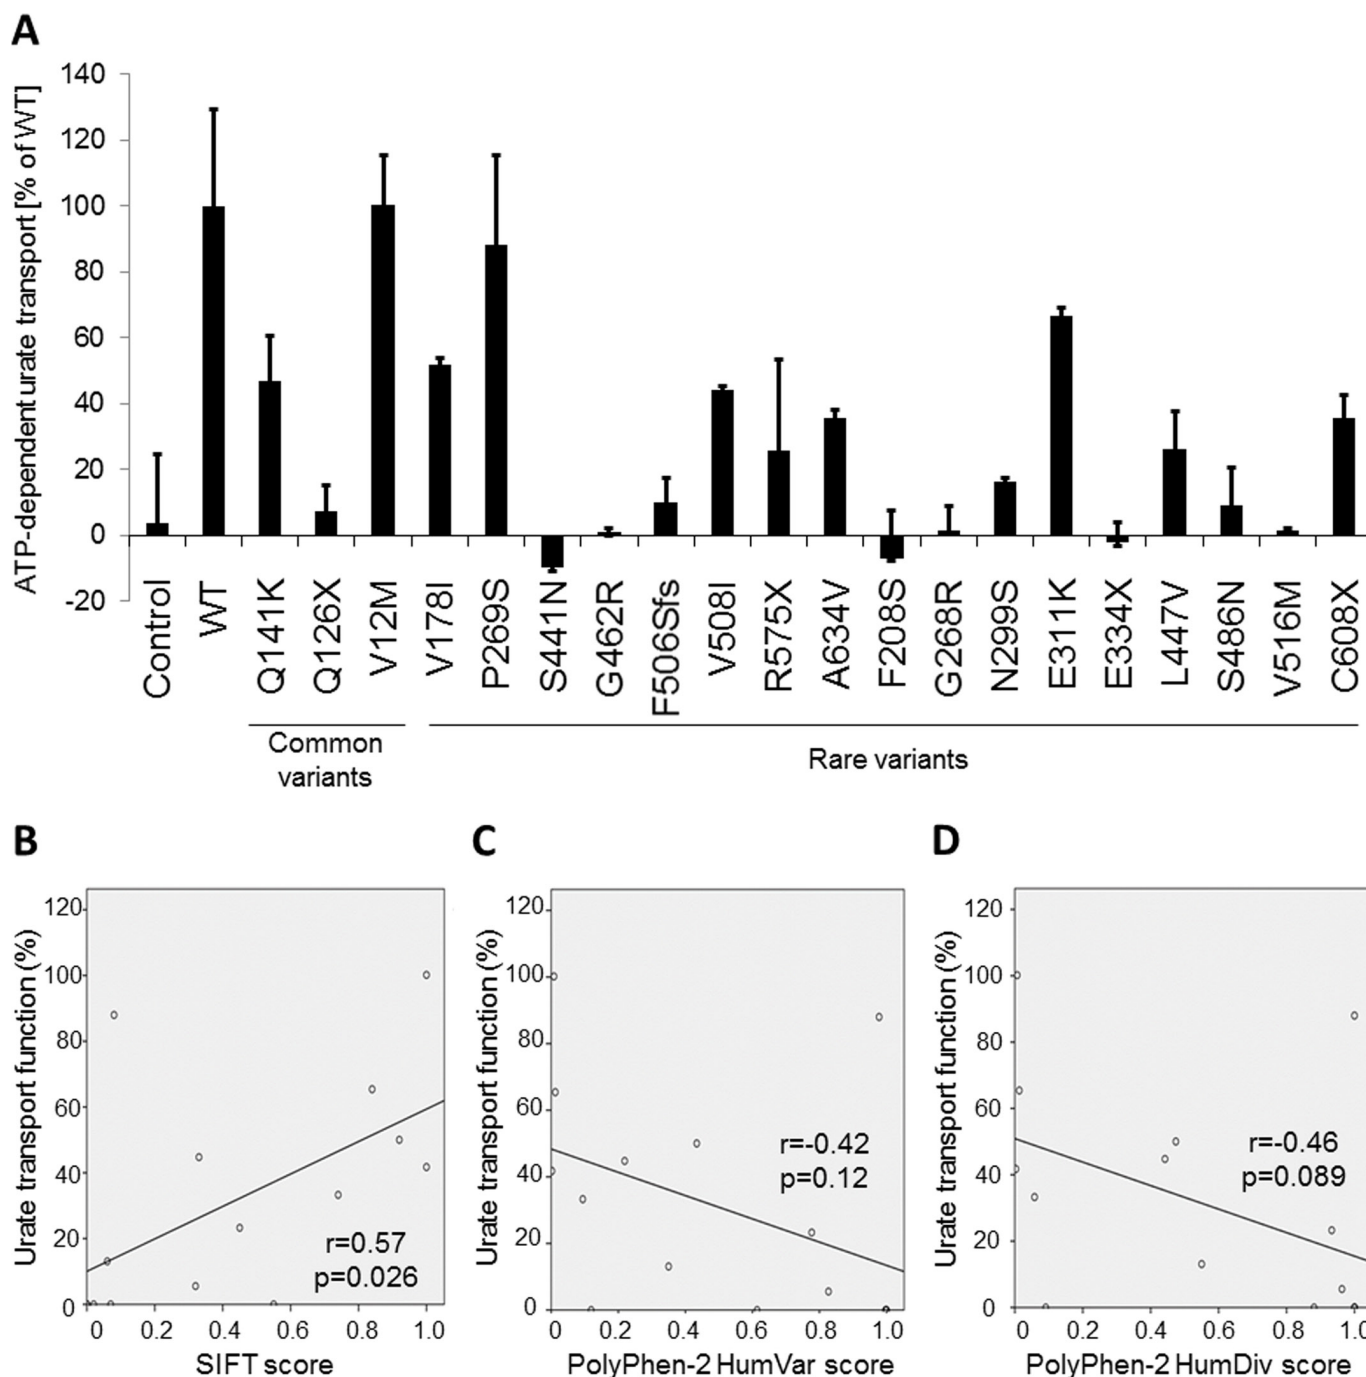 A
ATP-dependent urate transport [% of WT]
140
120
100
80
60
40
20
0
-20
Control
WT
Q141K
Q126X
V12M
V178I
P269S
S441N
G462R
F506Sfs
V508I
R575X
A634V
F208S
G268R
N299S
E311K
E334X
L447V
S486N
V516M
C608X
Common
variants
Rare variants
B
Urate transport function (%)
120
100
80
60
40
20
0
r=0.57
p=0.026
0 0.2 0.4 0.6 0.8 1.0
SIFT score
C
Urate transport function (%)
120
100
80
60
40
20
0
r=-0.42
p=0.12
0 0.2 0.4 0.6 0.8 1.0
PolyPhen-2 HumVar score
D
Urate transport function (%)
120
100
80
60
40
20
0
r=-0.46
p=0.089
0 0.2 0.4 0.6 0.8 1.0
PolyPhen-2 HumDiv score